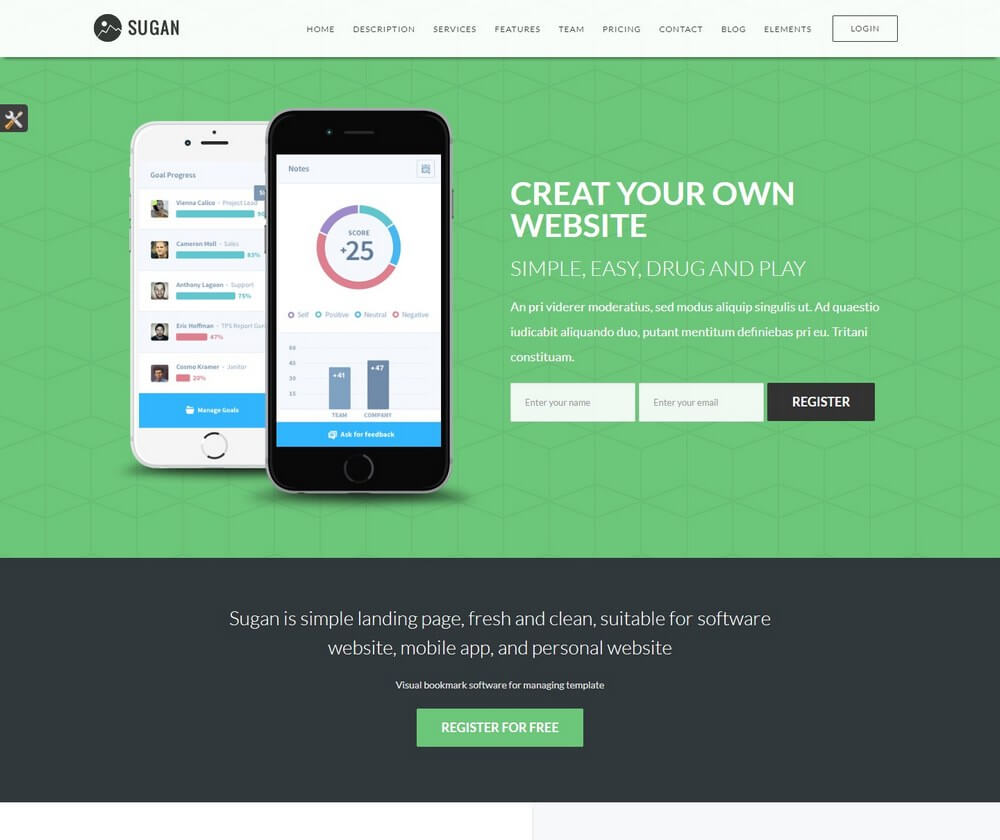 SUGAN
HOME DESCRIPTION SERVICES FEATURES TEAM PRICING CONTACT BLOG ELEMENTS LOGIN
Goal Progress
Vienna Calico - Project Lead
Cameron Moll - Sales
83%
Anthony Lagoon - Support
75%
Eric Hoffman - TPS Report
47%
Cosmo Kramer - Janitor
20%
Manage Goals
Notes
SCORE
+25
Self Positive Neutral Negative
60
45
30
15
+41
+47
TEAM COMPANY
Ask for feedback
CREAT YOUR OWN
WEBSITE
SIMPLE, EASY, DRUG AND PLAY
An pri viderer moderatius, sed modus aliquip singulis ut. Ad quaestio
iudicabit aliquando duo, putant mentitum definiebas pri eu. Tritani
constituam.
Enter your name Enter your email REGISTER
Sugan is simple landing page, fresh and clean, suitable for software
website, mobile app, and personal website
Visual bookmark software for managing template
REGISTER FOR FREE